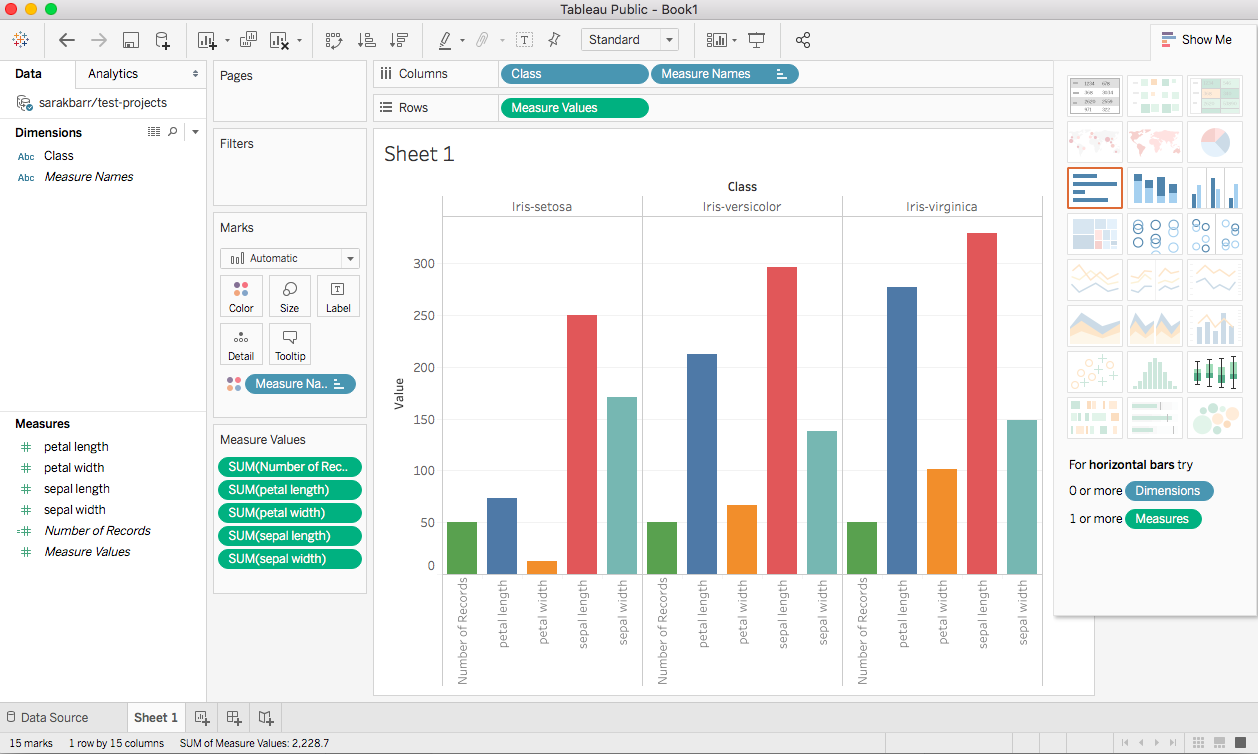 Tableau Public - Book1
Standard
Show Me
Data
Analytics
sarakbarr/test-projects
Dimensions
Abc Class
Abc Measure Names
Measures
petal length
petal width
sepal length
sepal width
Number of Records
Measure Values
Pages
Filters
Marks
Automatic
Color
Size
Label
Detail
Tooltip
Measure Na..
Measure Values
SUM(Number of Rec..
SUM(petal length)
SUM(petal width)
SUM(sepal length)
SUM(sepal width)
Columns
Class
Measure Names
Rows
Measure Values
Sheet 1
Class
Iris-setosa
Iris-versicolor
Iris-virginica
Value
300
250
200
150
100
50
0
Number of Records
petal length
petal width
sepal length
sepal width
Number of Records
petal length
petal width
sepal length
sepal width
Number of Records
petal length
petal width
sepal length
sepal width
For horizontal bars try
0 or more Dimensions
1 or more Measures
Data Source
Sheet 1
15 marks
1 row by 15 columns
SUM of Measure Values: 2,228.7